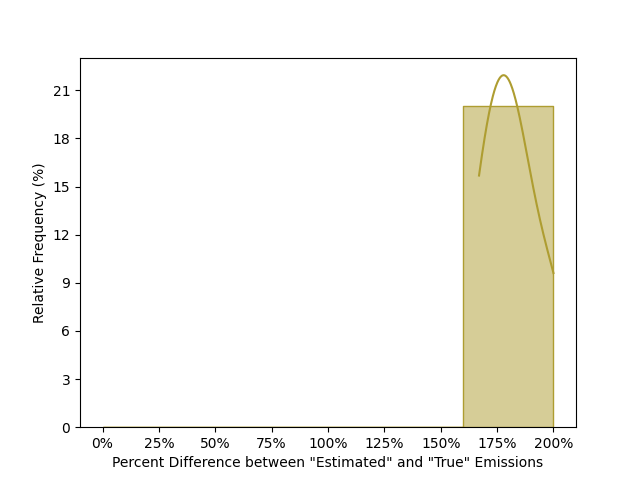 21
18
15
12
9
6
3
0
Relative Frequency (%)
0% 25% 50% 75% 100% 125% 150% 175% 200%
Percent Difference between "Estimated" and "True" Emissions